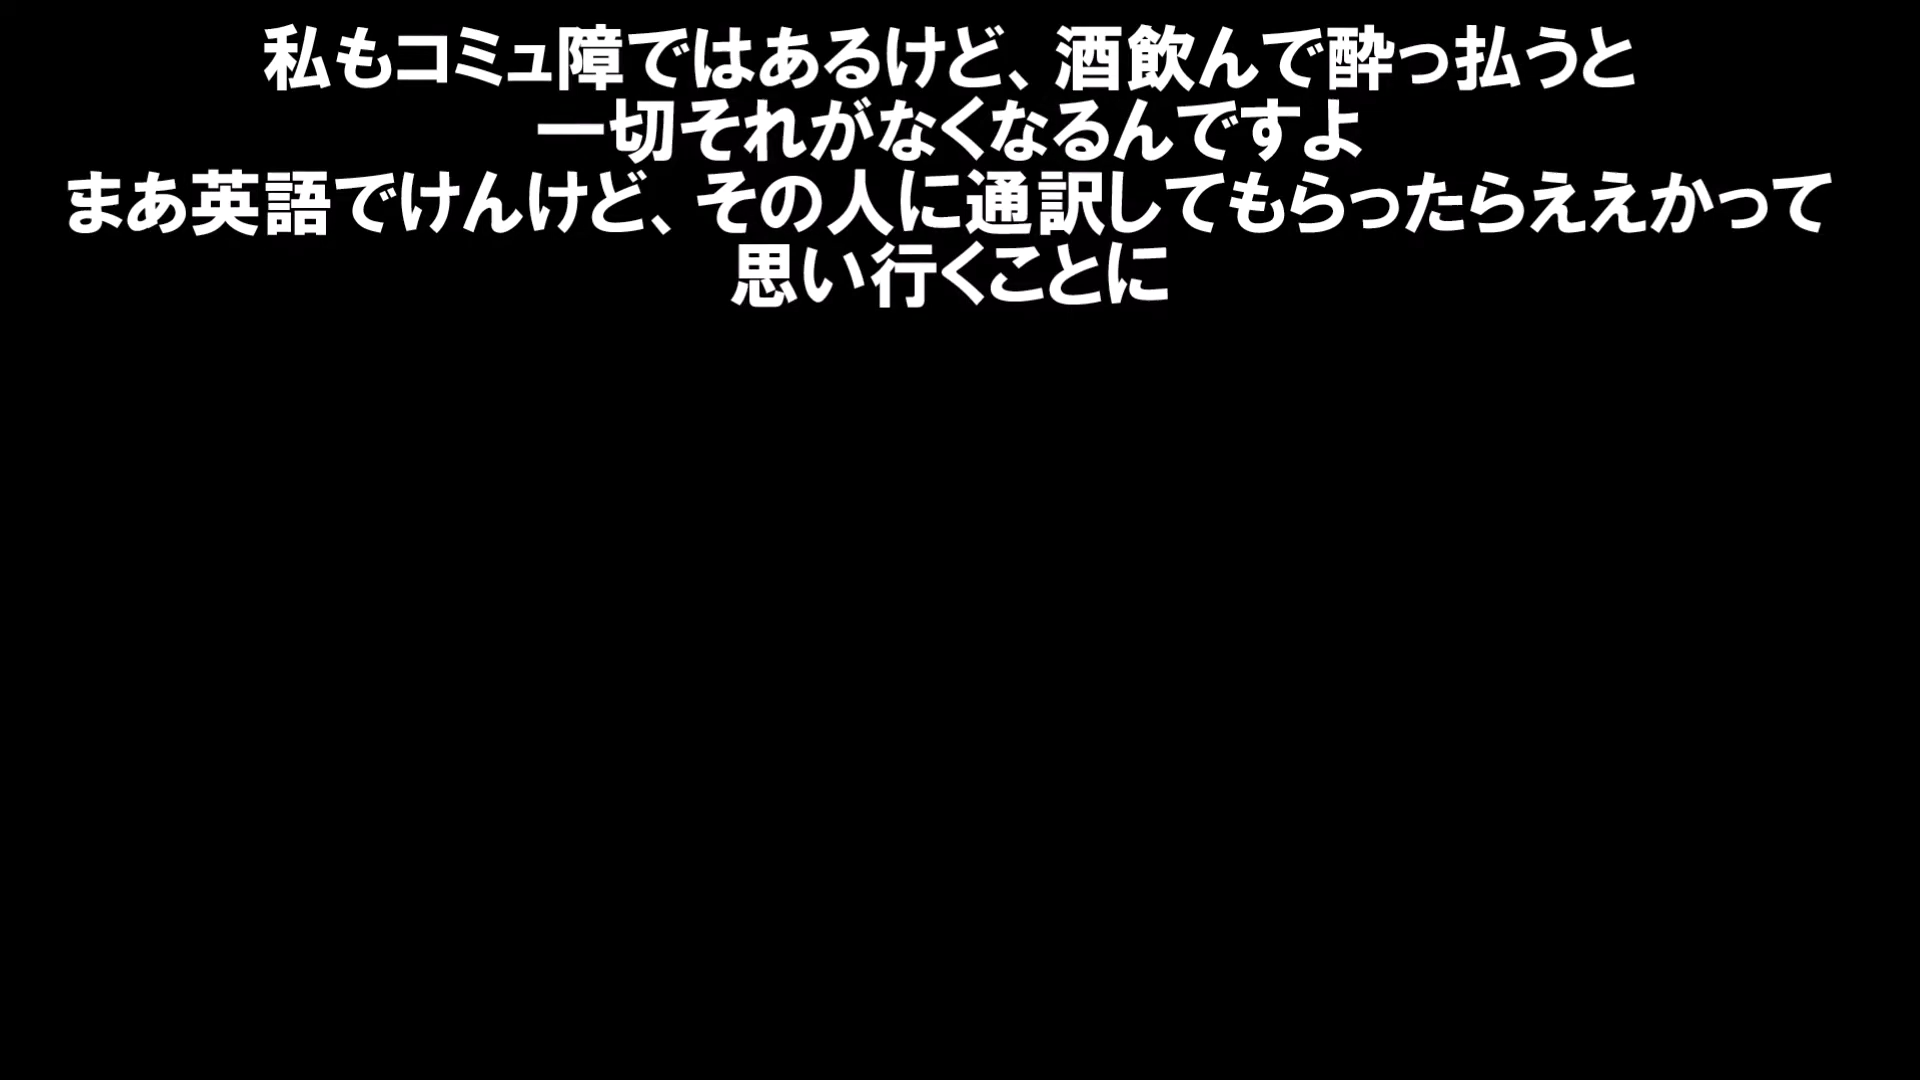 私もコミュ障ではあるけど、酒飲んで酔っ払うと
一切それがなくなるんですよ
まあ英語でけんけど、その人に通訳してもらったらええかって
思い行くことに